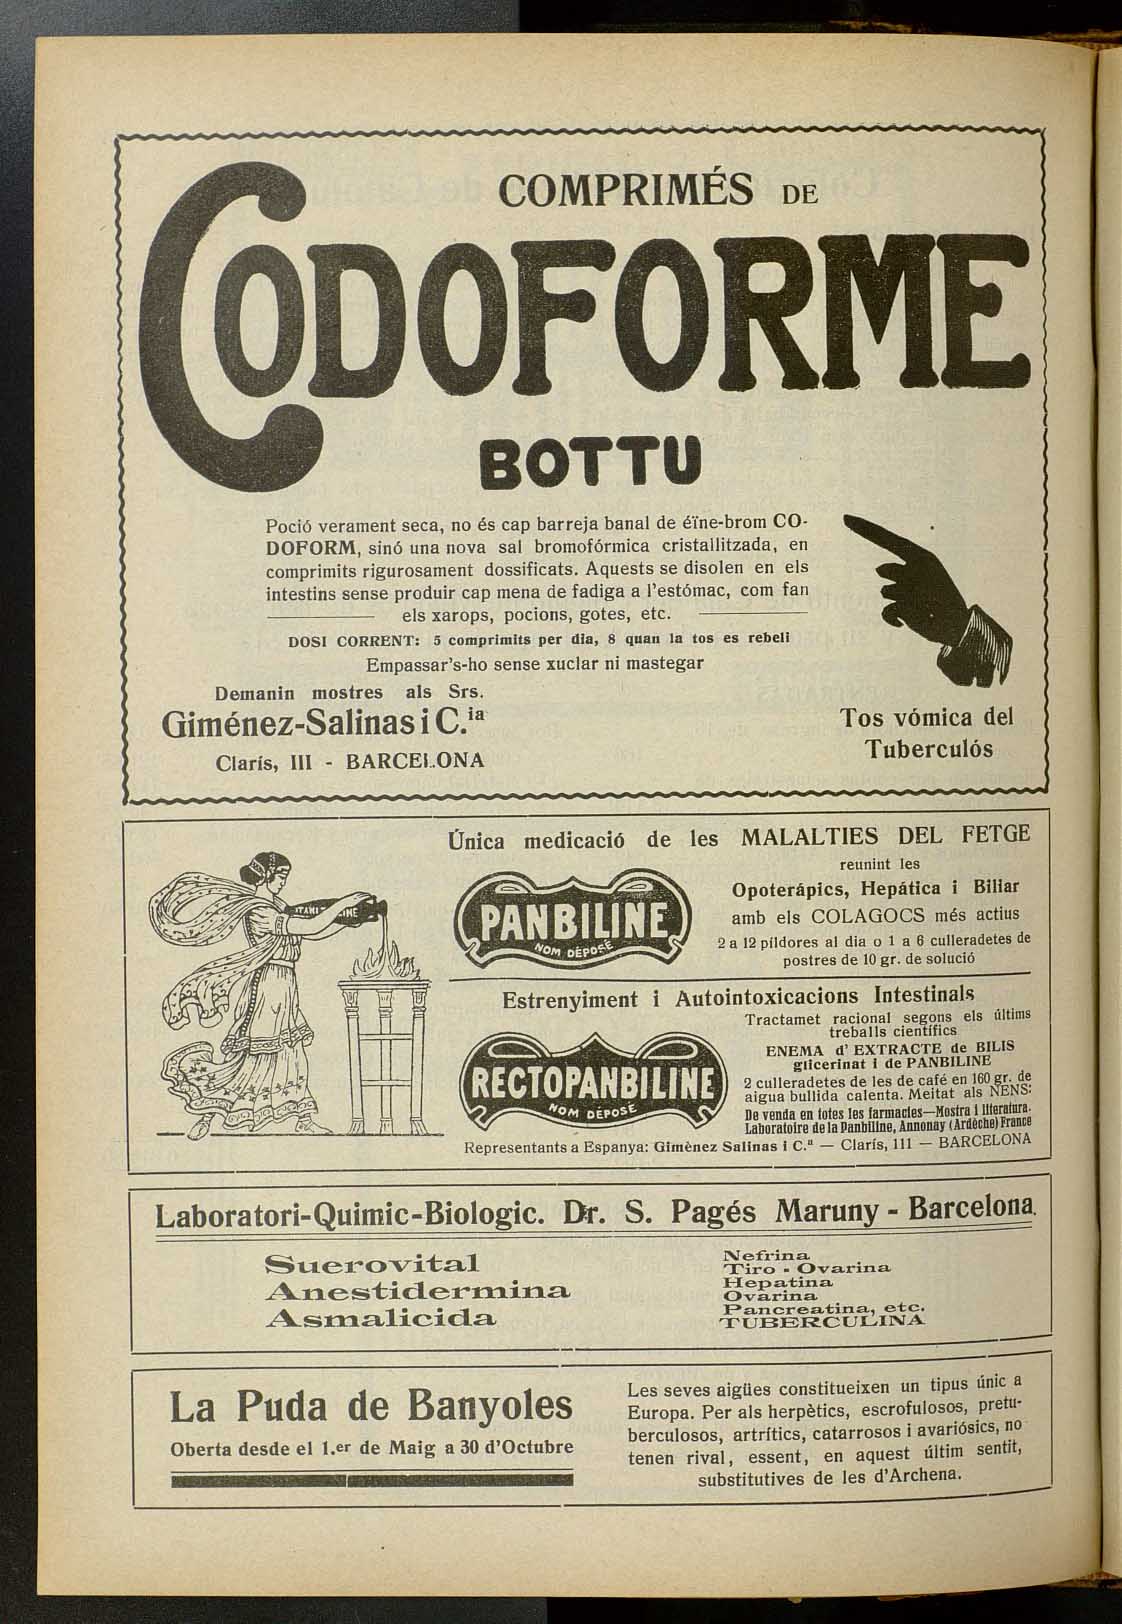 COMPRIMÉS DE
CODOFORME
BOTTU
Poció verament seca, no és cap barreja banal de éïne-brom CO-
DOFORM, sinó una nova sal bromofórmica cristallitzada, en
comprimits rigurosament dossificats. Aquests se disolen en els
intestins sense produir cap mena de fadiga a l'estómac, com fan
els xarops, pocions, gotes, etc.
DOSI CORRENT: 5 comprimits per dia, 8 quan la tos es rebeli
Empassar's-ho sense xuclar ni mastegar
Demanin mostres als Srs.
Giménez-Salinas i C.ia
Clarís, III - BARCELONA
Tos vómica del
Tuberculós
Única medicació de les MALALTIES DEL FETGE
reunint les
Opoterápics, Hepática i Biliar
amb els COLAGOCS més actius
2 a 12 píldores al dia o 1 a 6 culleradetes de
postres de 10 gr. de solució
PANBILINE
NOM DÉPOSÉ
Estrenyiment i Autointoxicacions Intestinals
Tractamet racional segons els últims
treballs científics
ENEMA d' EXTRACTE de BILIS
glicerinat i de PANBILINE
2 culleradetes de les de café en 160 gr. de
aigua bullida calenta. Meitat als NENS.
De venda en totes les farmacies—Mostra i literatura.
Laboratoire de la Panbiline, Annonay (Ardèche) France
RECTOPANBILINE
NOM DÉPOSÉ
Representants a Espanya: Gimènez Salinas i C.ª — Clarís, 111 — BARCELONA
Laboratori-Quimic-Biologic. Dr. S. Pagés Maruny - Barcelona.
Suerovital
Anestidermina
Asmalicida
Nefrina
Tiro - Ovarina
Hepatina
Ovarina
Pancreatina, etc.
TUBERCULINA
La Puda de Banyoles
Oberta desde el 1.er de Maig a 30 d'Octubre
Les seves aigües constitueixen un tipus únic a
Europa. Per als herpètics, escrofulosos, pretu-
berculosos, artrítics, catarrosos i avariósics, no
tenen rival, essent, en aquest últim sentit,
substitutives de les d'Archena.